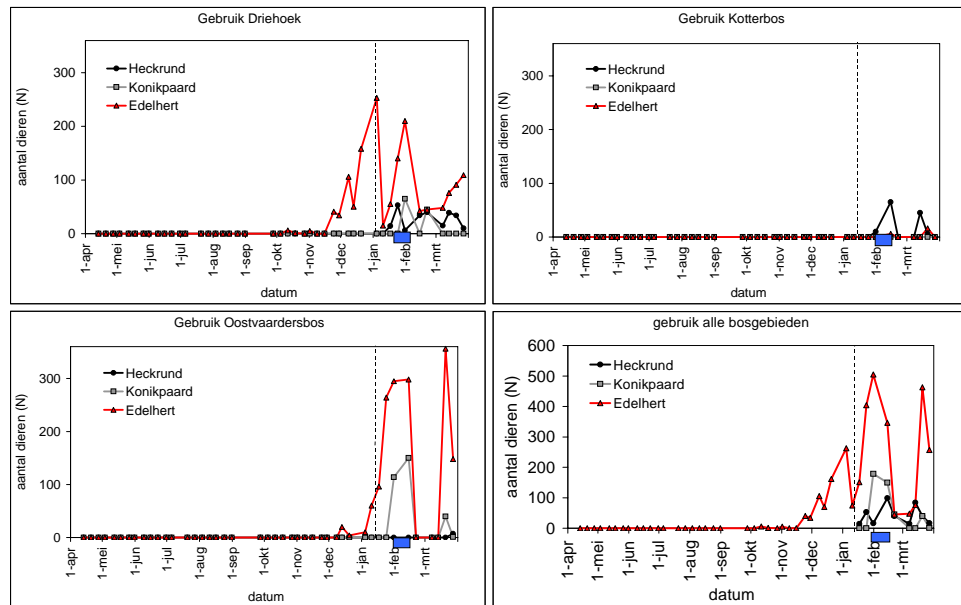 Gebruik Driehoek
aantal dieren (N)
300
200
100
0
Heckrund
Konikpaard
Edelhert
1-apr
1-mei
1-jun
1-jul
1-aug
1-sep
1-okt
1-nov
1-dec
1-jan
1-feb
1-mrt
datum
Gebruik Kotterbos
aantal dieren (N)
300
200
100
0
Heckrund
Konikpaard
Edelhert
1-apr
1-mei
1-jun
1-jul
1-aug
1-sep
1-okt
1-nov
1-dec
1-jan
1-feb
1-mrt
datum
Gebruik Oostvaardersbos
aantal dieren (N)
300
200
100
0
Heckrund
Konikpaard
Edelhert
1-apr
1-mei
1-jun
1-jul
1-aug
1-sep
1-okt
1-nov
1-dec
1-jan
1-feb
1-mrt
datum
gebruik alle bosgebieden
aantal dieren (N)
600
500
400
300
200
100
0
Heckrund
Konikpaard
Edelhert
1-apr
1-mei
1-jun
1-jul
1-aug
1-sep
1-okt
1-nov
1-dec
1-jan
1-feb
1-mrt
datum